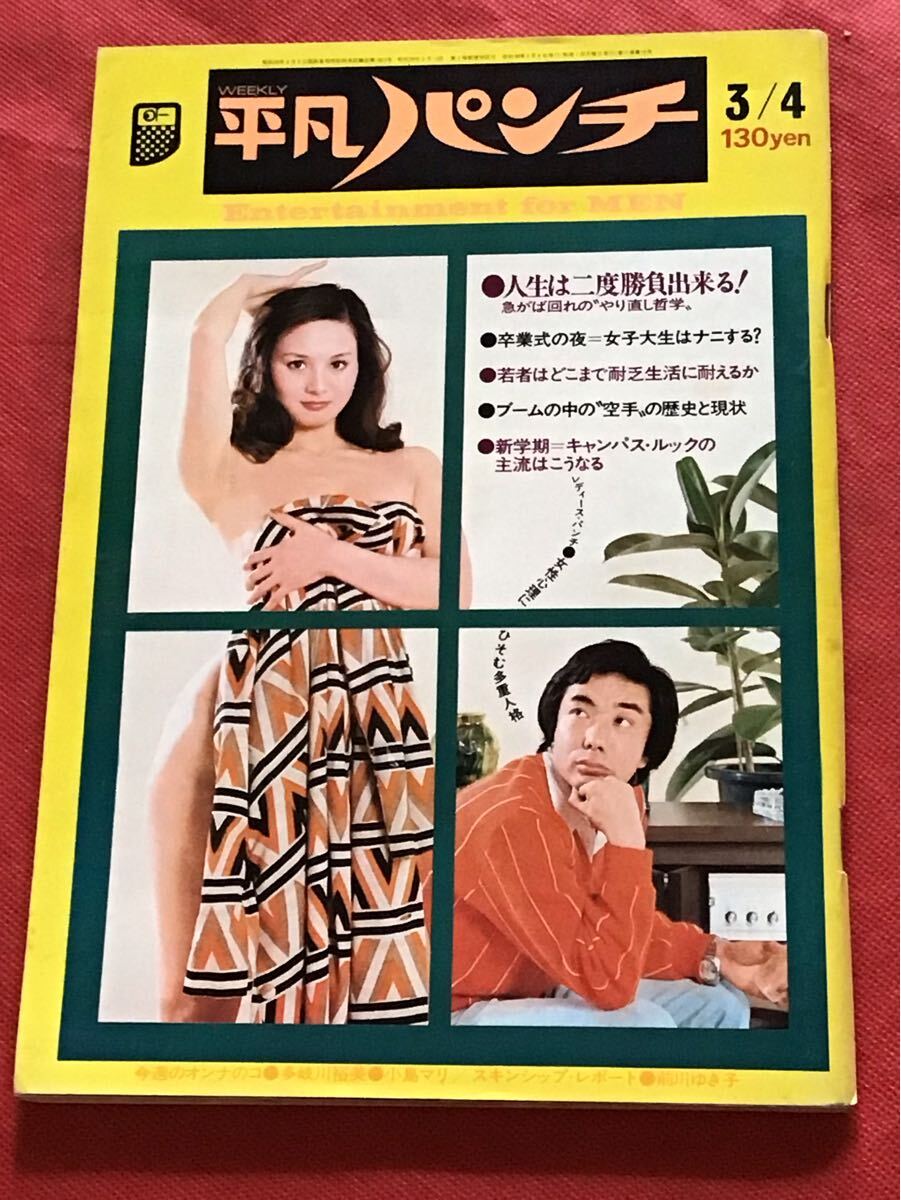 WEEKLY
平凡パンチ
3/4
130yen
Entertainment for MEN
●人生は二度勝負出来る!
急がば回れの〝やり直し哲学〟
●卒業式の夜=女子大生はナニする?
●若者はどこまで耐乏生活に耐えるか
●ブームの中の〝空手〟の歴史と現状
●新学期=キャンパス・ルックの
主流はこうなる
レディース・パンチ●女性心理に
ひそむ多重人格
今週のオンナのコ●多岐川裕美●小島マリ/スキンシップ・レポート●前川ゆき子